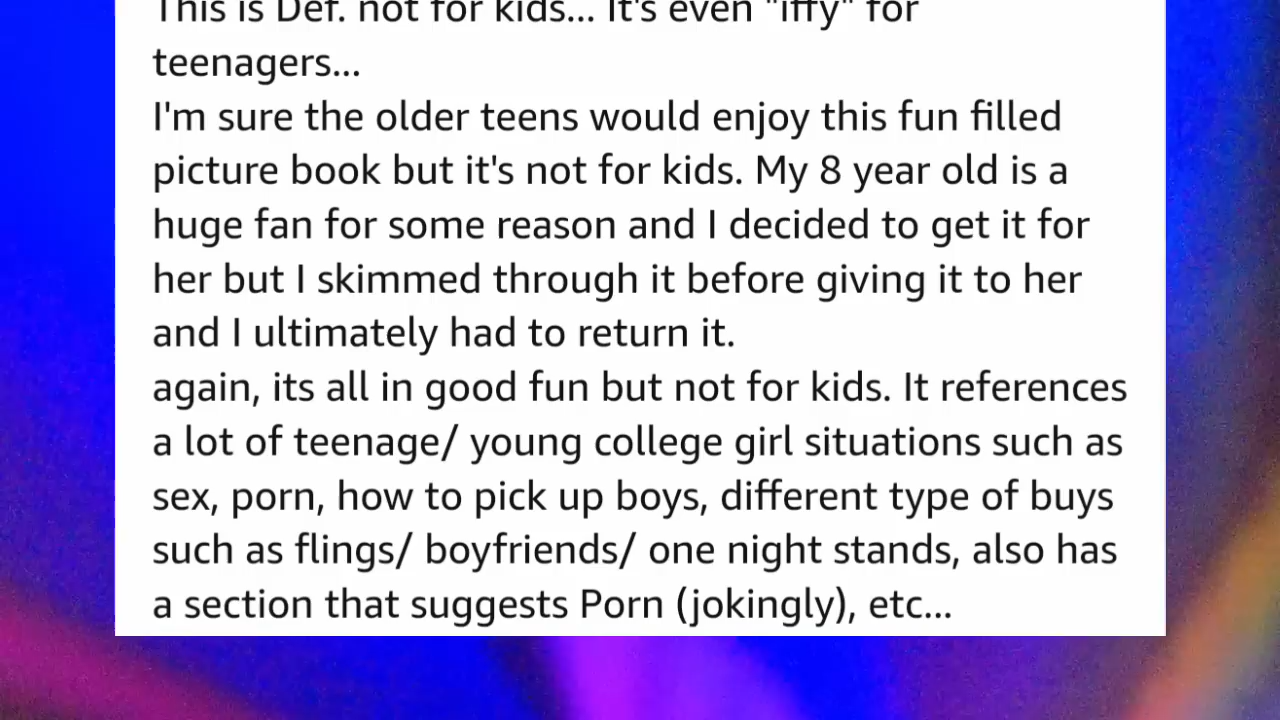 This is Def. not for kids... It's even "iffy" for
teenagers...
I'm sure the older teens would enjoy this fun filled
picture book but it's not for kids. My 8 year old is a
huge fan for some reason and I decided to get it for
her but I skimmed through it before giving it to her
and I ultimately had to return it.
again, its all in good fun but not for kids. It references
a lot of teenage/ young college girl situations such as
sex, porn, how to pick up boys, different type of buys
such as flings/ boyfriends/ one night stands, also has
a section that suggests Porn (jokingly), etc...